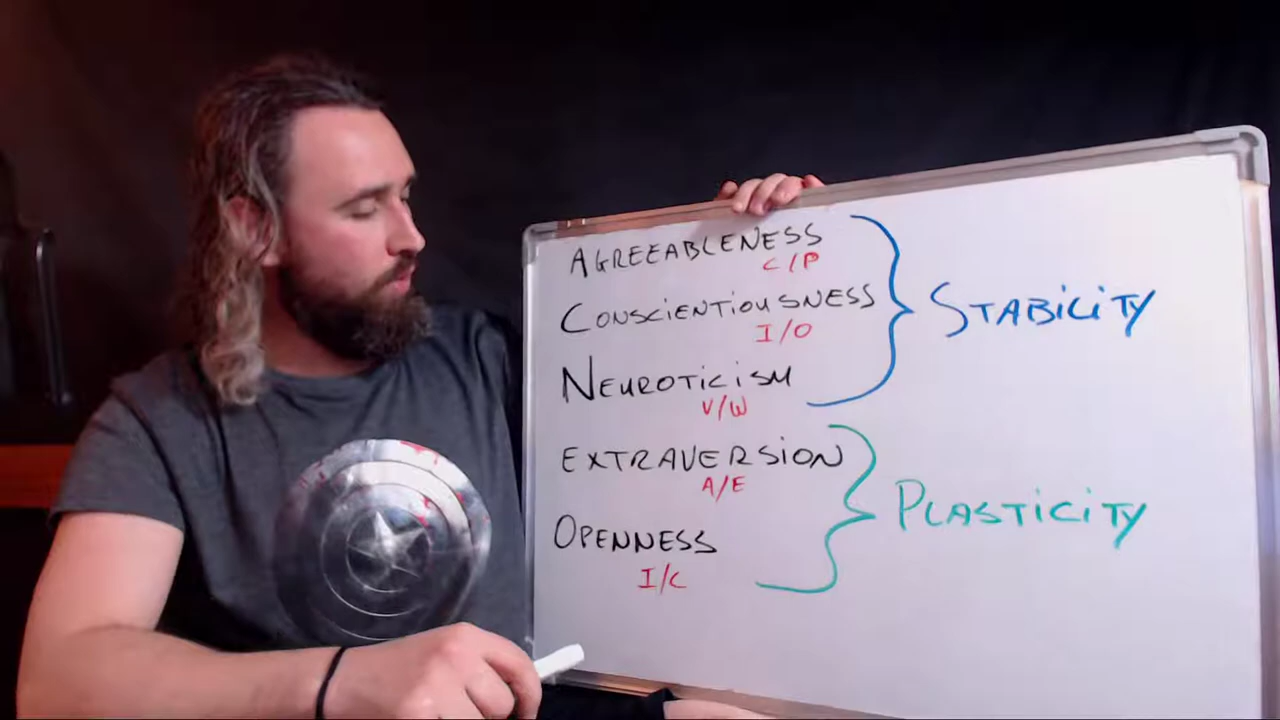 AGREEABLENESS
C/P
CONSCIENTIOUSNESS
I/O
STABILITY
NEUROTICISM
V/W
EXTRAVERSION
A/E
PLASTICITY
OPENNESS
I/C